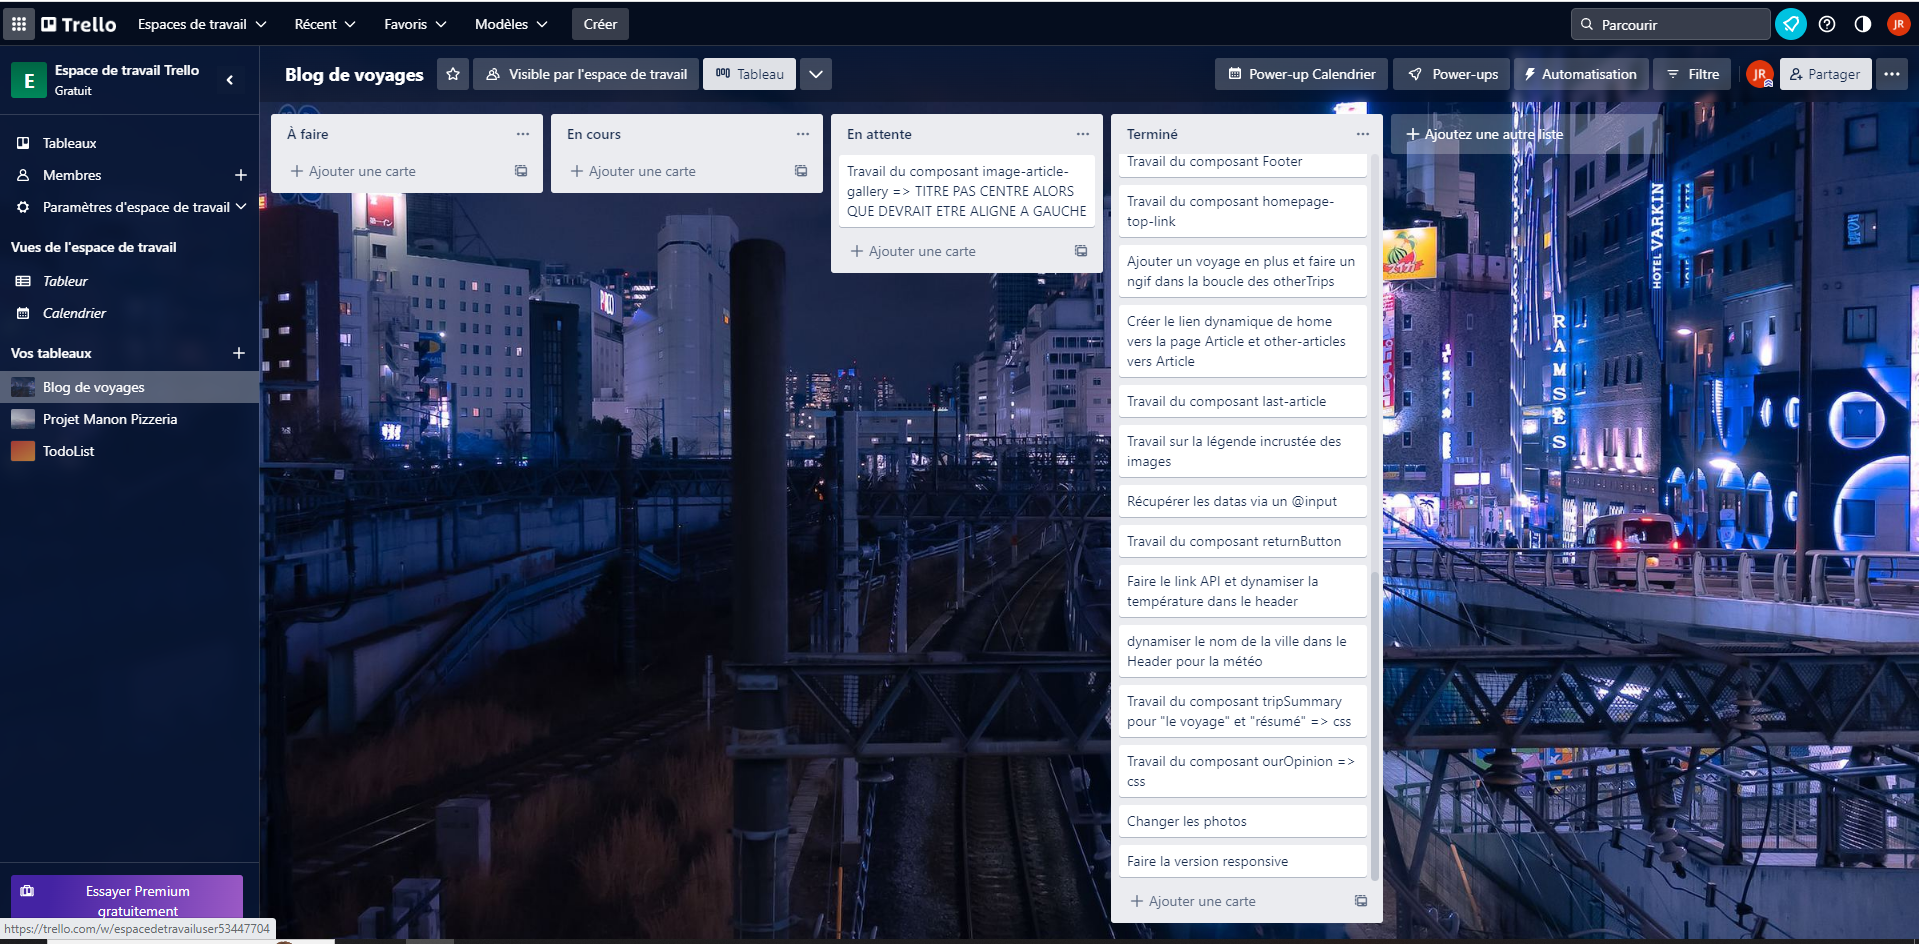 Trello
Espaces de travail
Récent
Favoris
Modèles
Créer
Parcourir
JR
E
Espace de travail Trello
Gratuit
Blog de voyages
Visible par l'espace de travail
Tableau
Power-up Calendrier
Power-ups
Automatisation
Filtre
JR
Partager
Tableaux
Membres
Paramètres d'espace de travail
Vues de l'espace de travail
Tableur
Calendrier
Vos tableaux
Blog de voyages
Projet Manon Pizzeria
TodoList
Essayer Premium
gratuitement
https://trello.com/w/espacedetravailuser53447704
À faire
Ajouter une carte
En cours
Ajouter une carte
En attente
Travail du composant image-article-
gallery => TITRE PAS CENTRE ALORS
QUE DEVRAIT ETRE ALIGNE A GAUCHE
Ajouter une carte
Terminé
Travail du composant Footer
Travail du composant homepage-
top-link
Ajouter un voyage en plus et faire un
ngif dans la boucle des otherTrips
Créer le lien dynamique de home
vers la page Article et other-articles
vers Article
Travail du composant last-article
Travail sur la légende incrustée des
images
Récupérer les datas via un @input
Travail du composant returnButton
Faire le link API et dynamiser la
température dans le header
dynamiser le nom de la ville dans le
Header pour la météo
Travail du composant tripSummary
pour "le voyage" et "résumé" => css
Travail du composant ourOpinion =>
css
Changer les photos
Faire la version responsive
Ajouter une carte
Ajoutez une autre liste
HOTEL VARKIN
RAMSES